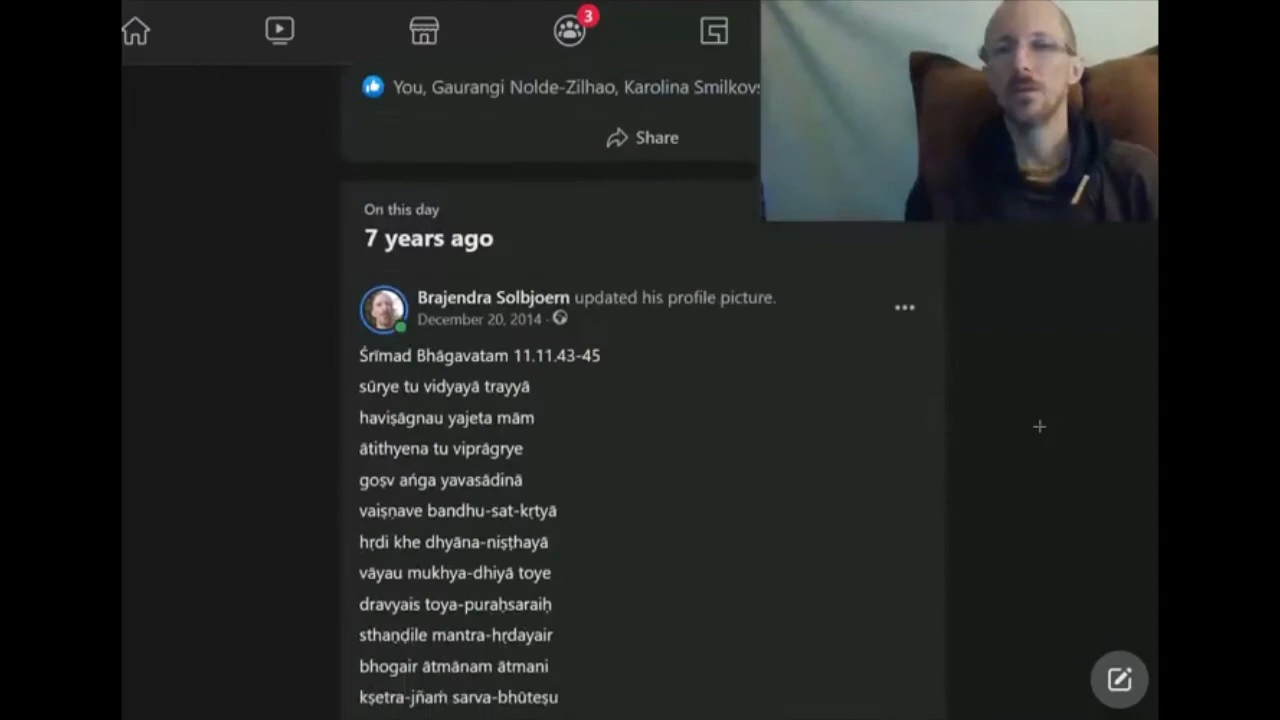 3
You, Gaurangi Nolde-Zilhao, Karolina
Share
On this day
7 years ago
Brajendra Solbjoern updated his profile picture.
December 20, 2014 ·
Śrīmad Bhāgavatam 11.11.43-45
sūrye tu vidyayā trayyā
haviṣāgnau yajeta mām
ātithyena tu viprāgrye
goṣv ańga yavasādinā
vaiṣṇave bandhu-sat-kṛtyā
hṛdi khe dhyāna-niṣṭhayā
vāyau mukhya-dhiyā toye
dravyais toya-puraḥsaraiḥ
sthaṇḍile mantra-hṛdayair
bhogair ātmānam ātmani
kṣetra-jñaḿ sarva-bhūteṣu